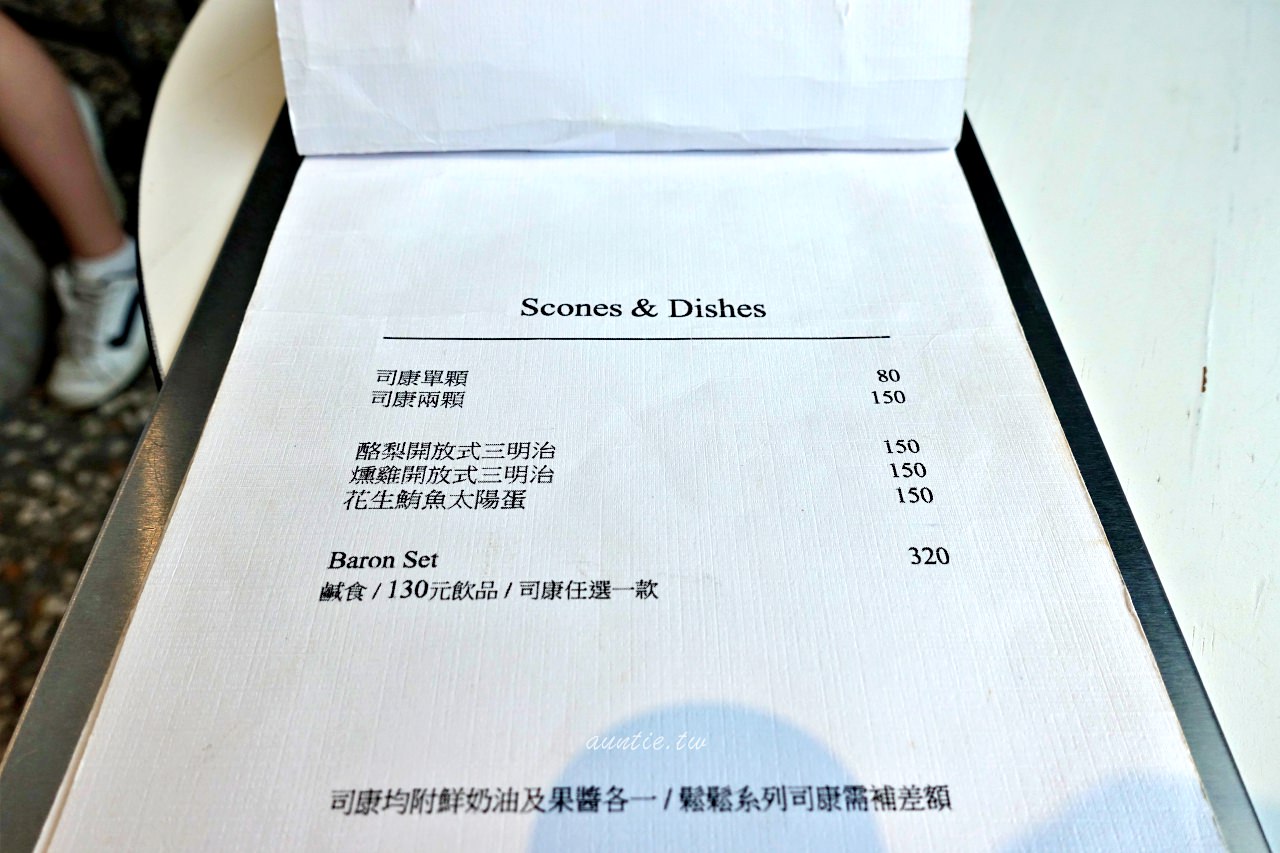 Scones & Dishes
司康單顆 80
司康兩顆 150
酪梨開放式三明治 150
燻雞開放式三明治 150
花生鮪魚太陽蛋 150
Baron Set 320
鹹食 / 130元飲品 / 司康任選一款
auntie.tw
司康均附鮮奶油及果醬各一 / 鬆鬆系列司康需補差額